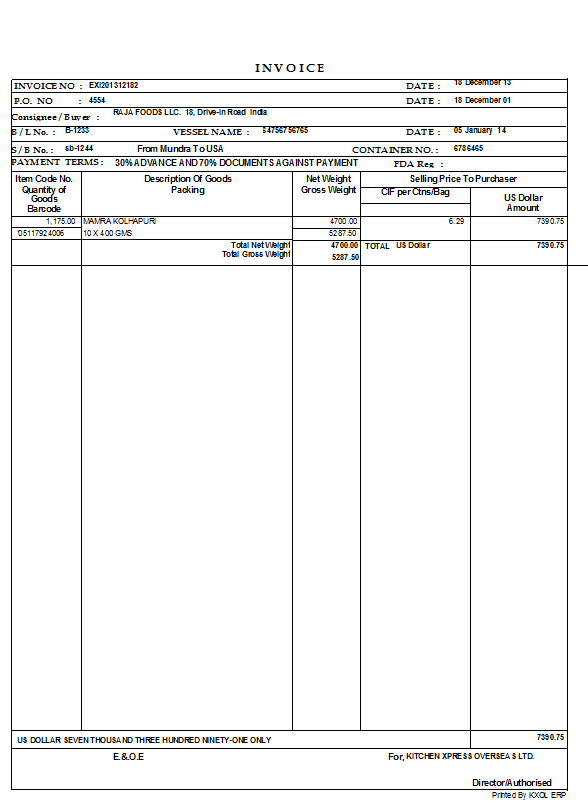 INVOICE
INVOICE NO : EXI201312182 DATE : 18 December 13
P.O. NO : 4554 DATE : 18 December 01
Consignee / Buyer : RAJA FOODS LLC. 18, Drive-in Road India
B / L No. : B-1233 VESSEL NAME : 64756756765 DATE : 05 January 14
S / B No. : sb-1244 From Mundra To USA CONTAINER NO. : 6786465
PAYMENT TERMS : 30% ADVANCE AND 70% DOCUMENTS AGAINST PAYMENT FDA Reg :
Item Code No. Description Of Goods Net Weight Selling Price To Purchaser
Quantity of Packing Gross Weight CIF per Ctns/Bag US Dollar
Goods Amount
Barcode
1,175.00 MAMRA KOLHAPURI 4700.00 6.29 7390.75
'05117924006 10 X 400 GMS 5287.50
Total Net Weight 4700.00 TOTAL US Dollar 7390.75
Total Gross Weight 5287.50
US DOLLAR SEVEN THOUSAND THREE HUNDRED NINETY-ONE ONLY 7390.75
E.&.O.E For, KITCHEN XPRESS OVERSEAS LTD.
Director/Authorised
Printed By KXOL ERP